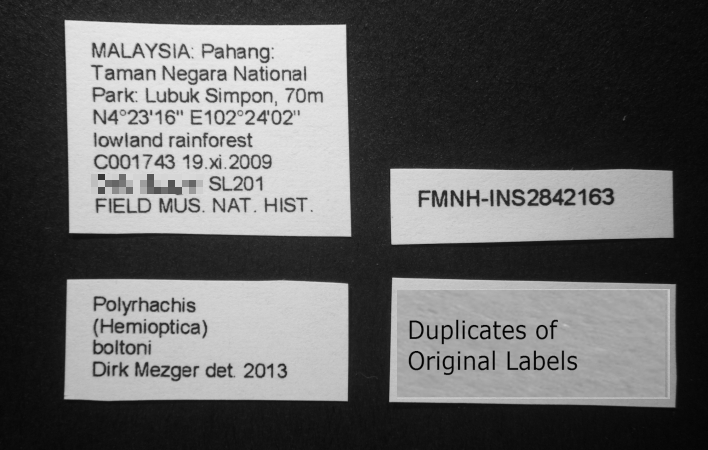 MALAYSIA: Pahang:
Taman Negara National
Park: Lubuk Simpon, 70m
N4°23'16" E102°24'02"
lowland rainforest
C001743 19.xi.2009
SL201
FIELD MUS. NAT. HIST.
FMNH-INS2842163
Polyrhachis
(Hemioptica)
boltoni
Dirk Mezger det. 2013
Duplicates of
Original Labels